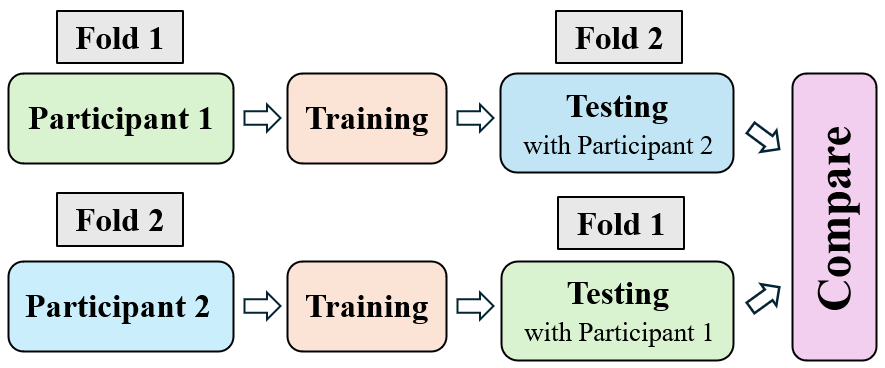 Fold 1
Fold 2
Participant 1
Training
Testing
with Participant 2
Compare
Fold 2
Fold 1
Participant 2
Training
Testing
with Participant 1